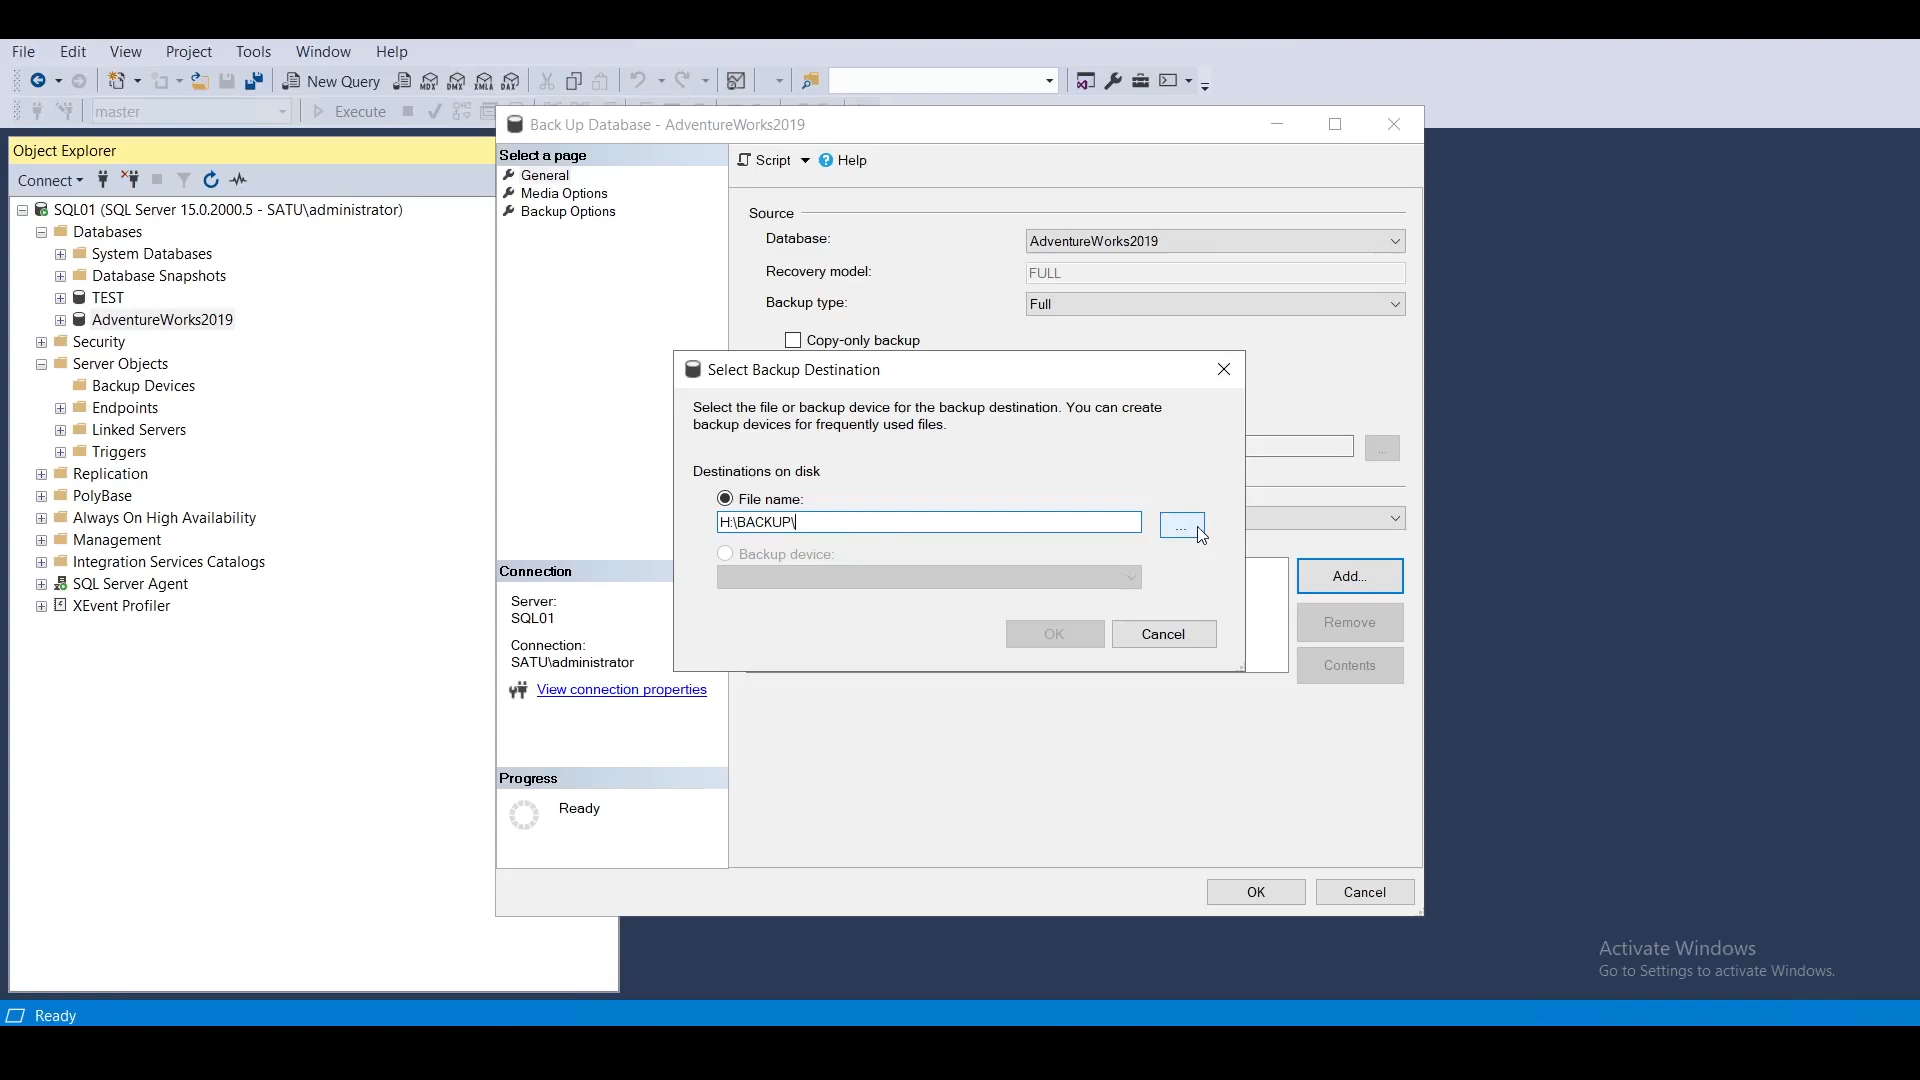 File Edit View Project Tools Window Help
New Query MDX DMX XMLA DAX
master Execute
Object Explorer
Connect
SQL01 (SQL Server 15.0.2000.5 - SATU\administrator)
Databases
System Databases
Database Snapshots
TEST
AdventureWorks2019
Security
Server Objects
Backup Devices
Endpoints
Linked Servers
Triggers
Replication
PolyBase
Always On High Availability
Management
Integration Services Catalogs
SQL Server Agent
XEvent Profiler
Back Up Database - AdventureWorks2019
Select a page
General
Media Options
Backup Options
Script Help
Source
Database: AdventureWorks2019
Recovery model: FULL
Backup type: Full
Copy-only backup
...
Select Backup Destination
Select the file or backup device for the backup destination. You can create
backup devices for frequently used files.
Destinations on disk
File name:
H:\BACKUP\
...
Backup device:
OK Cancel
Add...
Remove
Contents
Connection
Server:
SQL01
Connection:
SATU\administrator
View connection properties
Progress
Ready
OK Cancel
Activate Windows
Go to Settings to activate Windows.
Ready